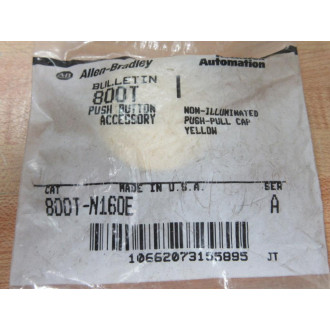 AB Allen-Bradley Automation
BULLETIN
800T
PUSH BUTTON
ACCESSORY
NON-ILLUMINATED
PUSH-PULL CAP
YELLOW
CAT MADE IN U.S.A. SER
800T-N160E A
10662073155895 JT